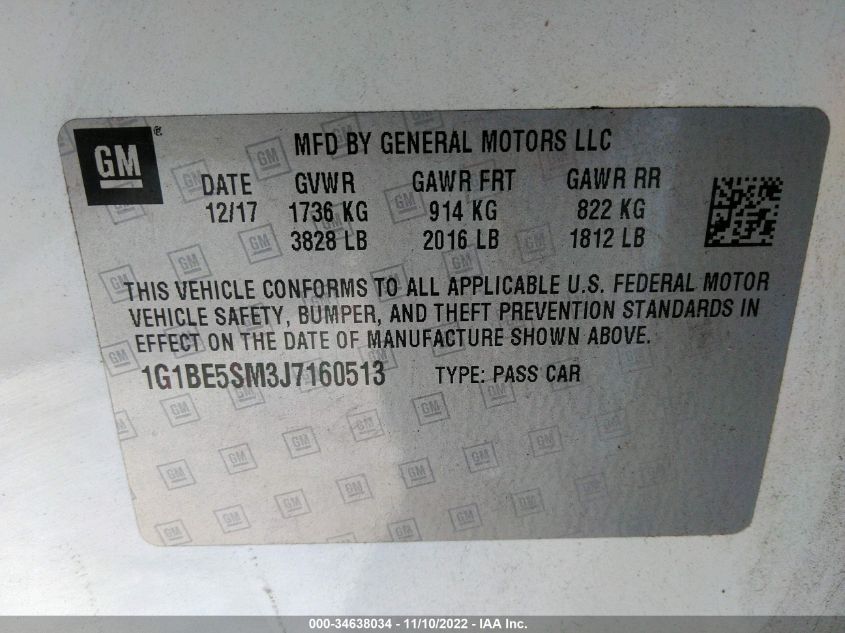 GM ®
MFD BY GENERAL MOTORS LLC
DATE GVWR GAWR FRT GAWR RR
12/17 1736 KG 914 KG 822 KG
3828 LB 2016 LB 1812 LB
THIS VEHICLE CONFORMS TO ALL APPLICABLE U.S. FEDERAL MOTOR
VEHICLE SAFETY, BUMPER, AND THEFT PREVENTION STANDARDS IN
EFFECT ON THE DATE OF MANUFACTURE SHOWN ABOVE.
1G1BE5SM3J7160513 TYPE: PASS CAR
000-34638034 - 11/10/2022 - IAA Inc.